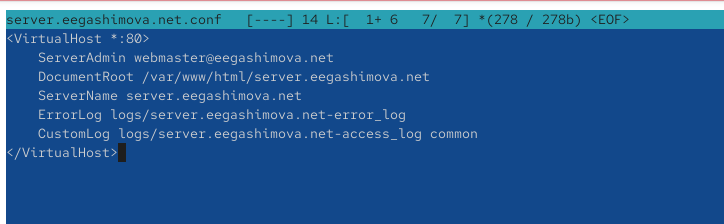 server.eegashimova.net.conf [----] 14 L:[ 1+ 6 7/ 7] *(278 / 278b) <EOF>
<VirtualHost *:80>
ServerAdmin webmaster@eegashimova.net
DocumentRoot /var/www/html/server.eegashimova.net
ServerName server.eegashimova.net
ErrorLog logs/server.eegashimova.net-error_log
CustomLog logs/server.eegashimova.net-access_log common
</VirtualHost>